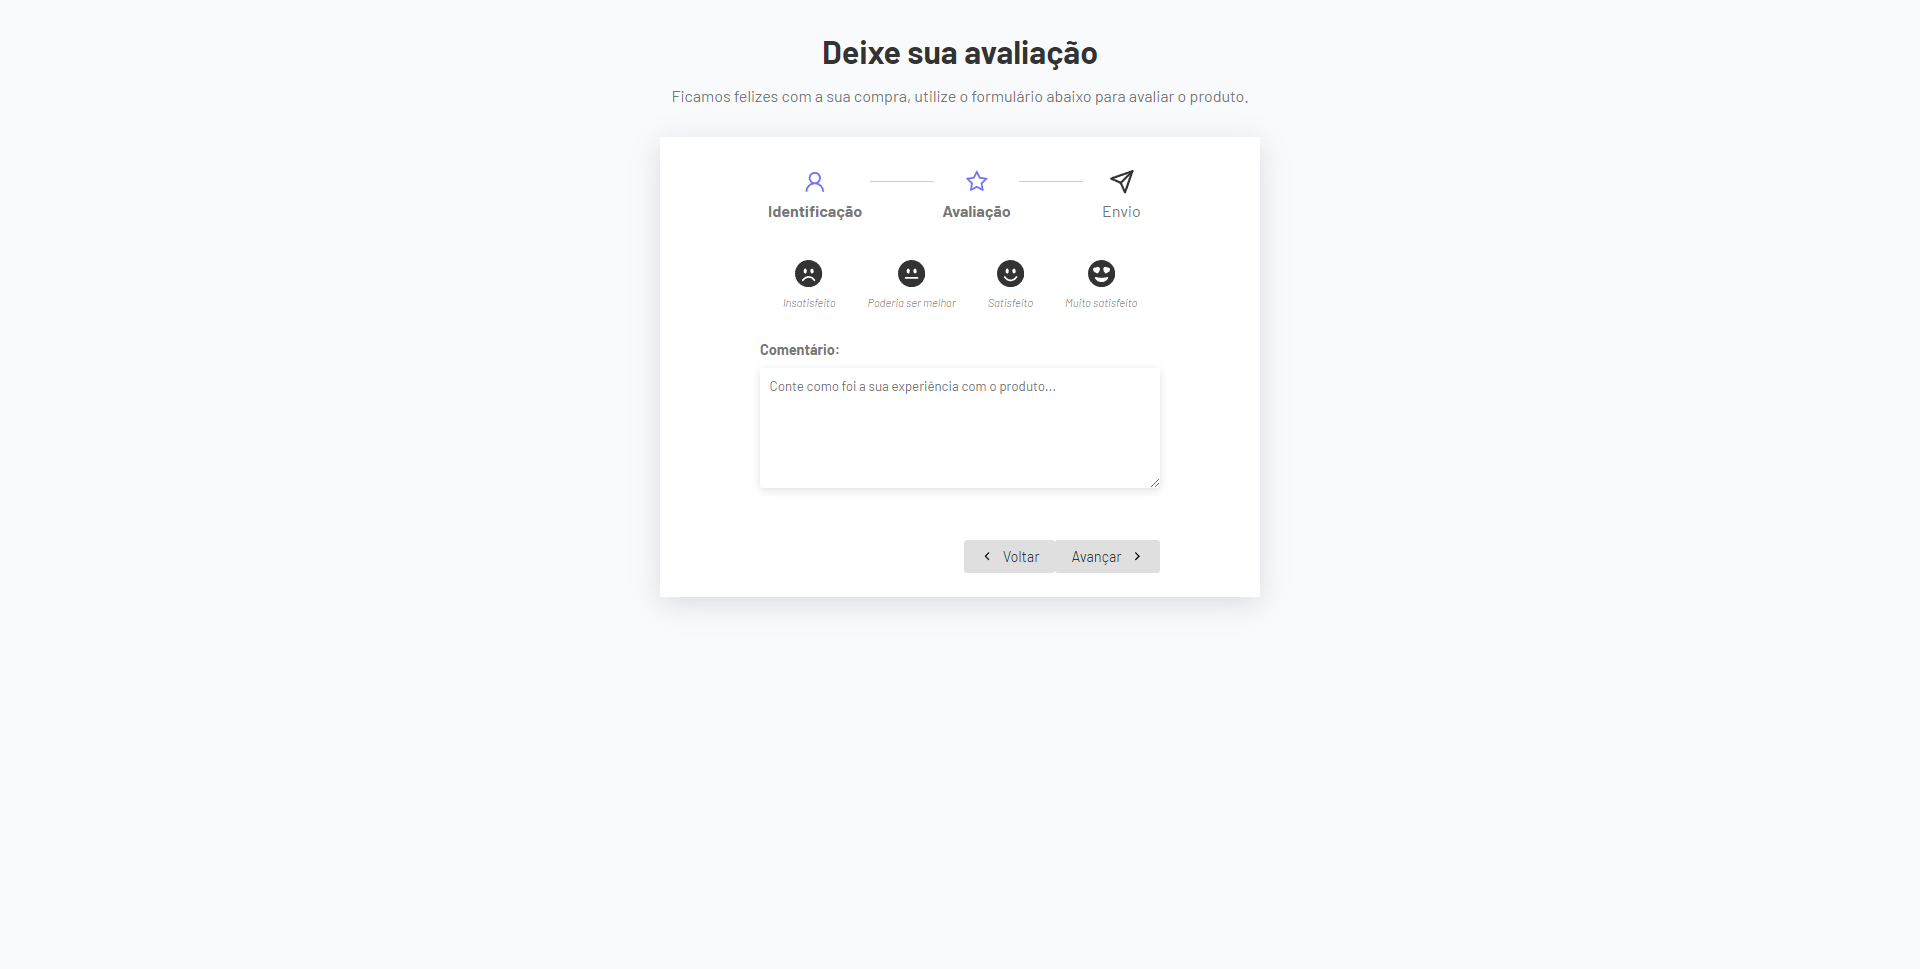 Deixe sua avaliação
Ficamos felizes com a sua compra, utilize o formulário abaixo para avaliar o produto.
Identificação
Avaliação
Envio
Insatisfeito
Poderia ser melhor
Satisfeito
Muito satisfeito
Comentário:
Conte como foi a sua experiência com o produto...
Voltar
Avançar